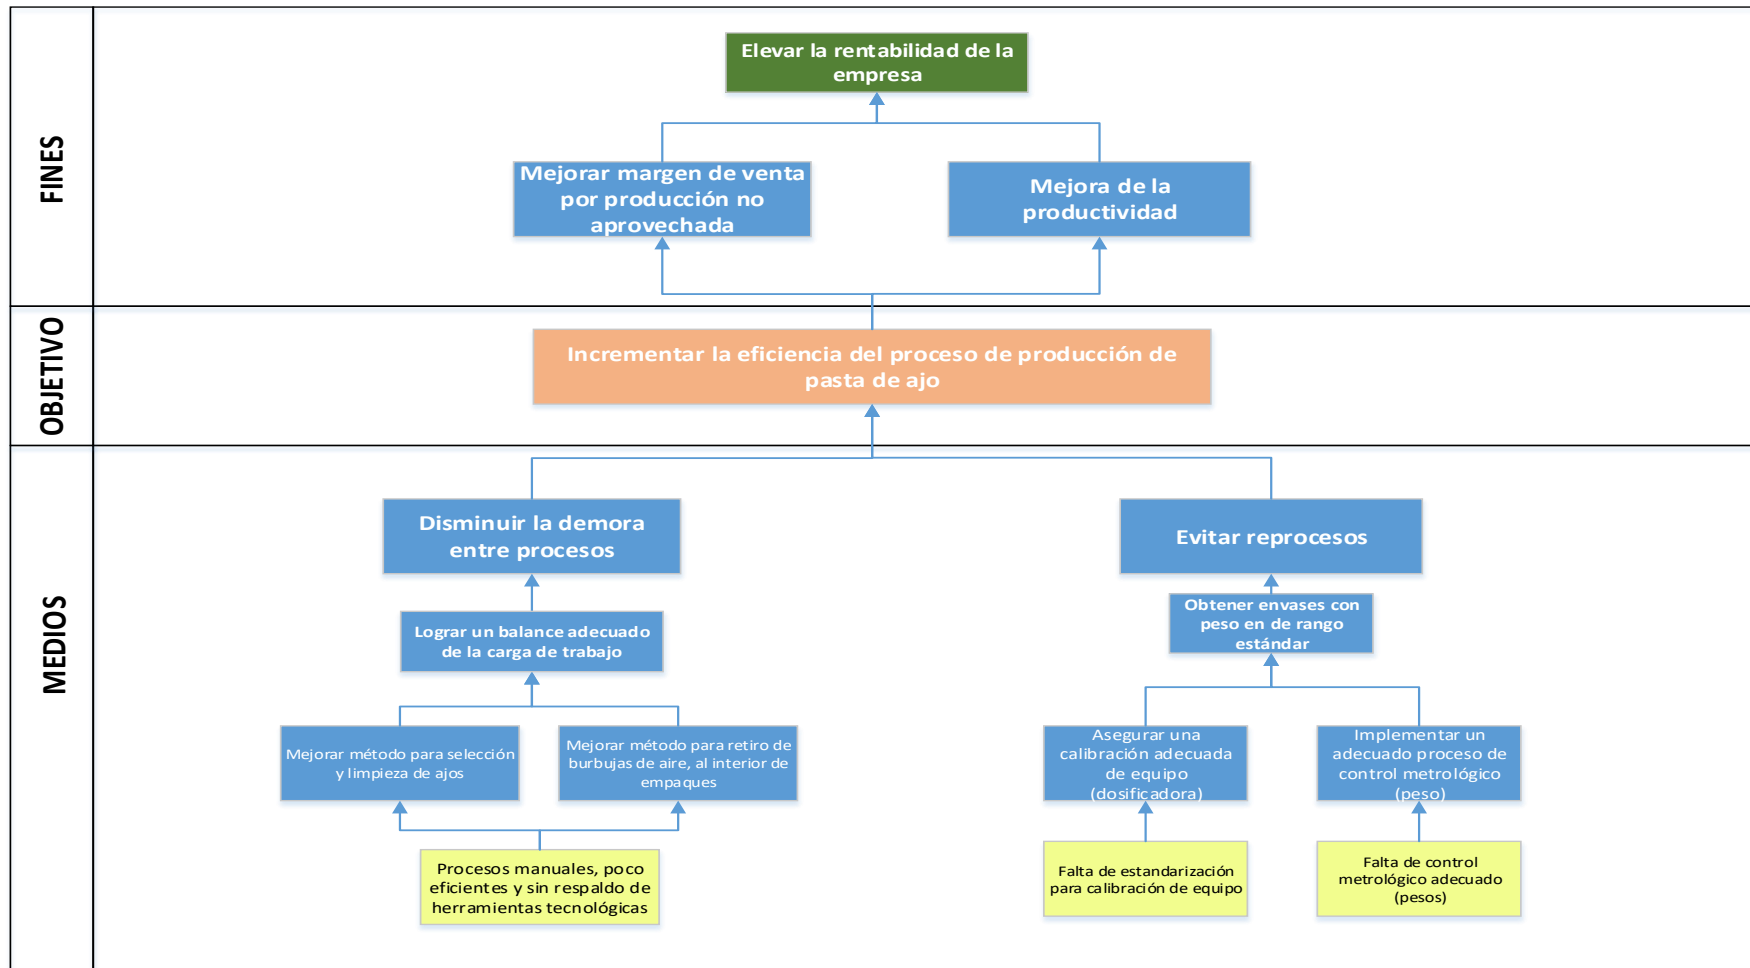 FINES
Elevar la rentabilidad de la
empresa
Mejorar margen de venta
por producción no
aprovechada
Mejora de la
productividad
OBJETIVO
Incrementar la eficiencia del proceso de producción de
pasta de ajo
MEDIOS
Disminuir la demora
entre procesos
Evitar reprocesos
Lograr un balance adecuado
de la carga de trabajo
Obtener envases con
peso en de rango
estándar
Mejorar método para selección
y limpieza de ajos
Mejorar método para retiro de
burbujas de aire, al interior de
empaques
Asegurar una
calibración adecuada
de equipo
(dosificadora)
Implementar un
adecuado proceso de
control metrológico
(peso)
Procesos manuales, poco
eficientes y sin respaldo de
herramientas tecnológicas
Falta de estandarización
para calibración de equipo
Falta de control
metrológico adecuado
(pesos)